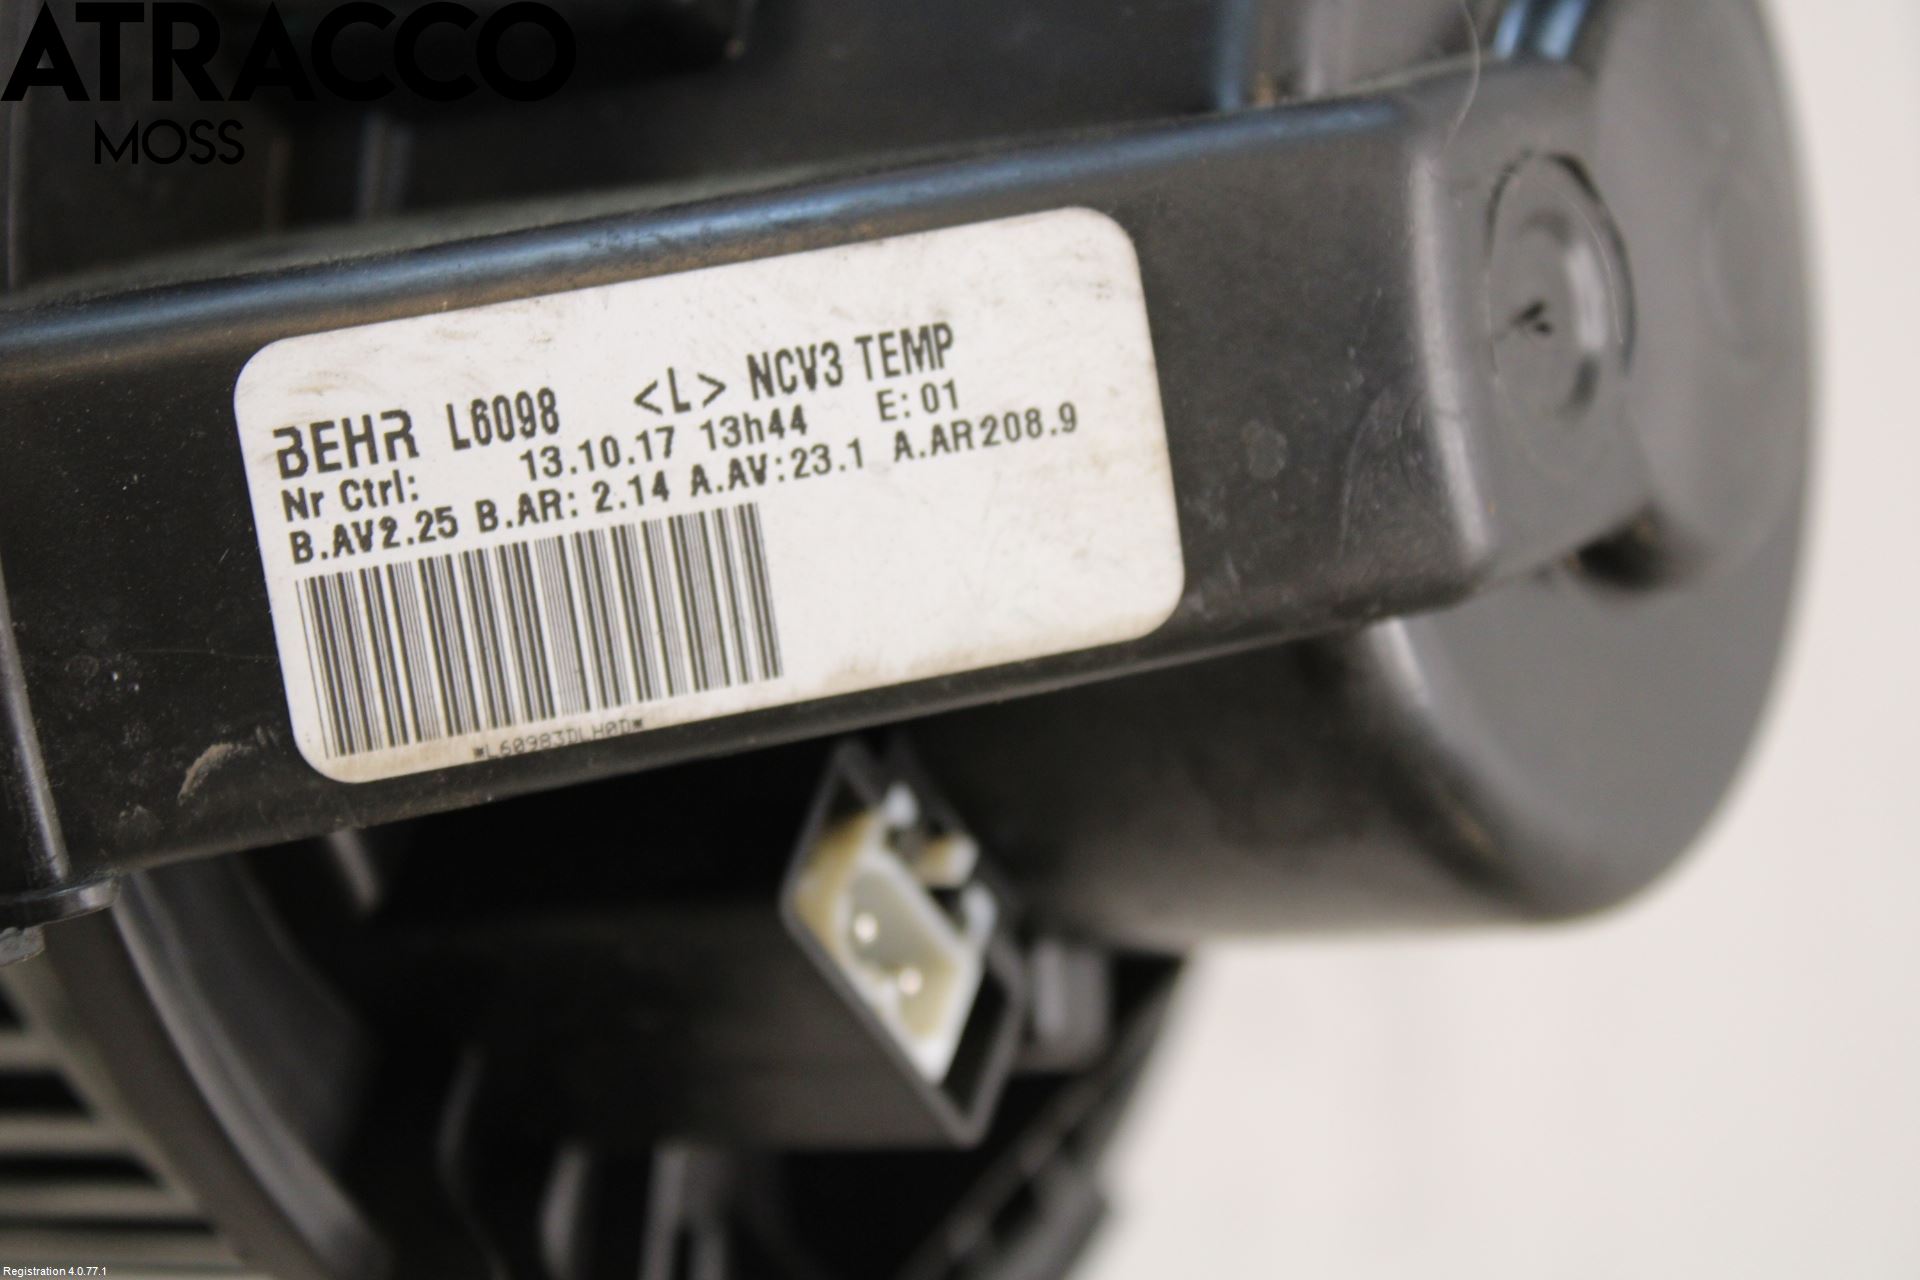 ATRACCO
MOSS
BEHR L6098 <L> NCV3 TEMP
Nr Ctrl: 13.10.17 13h44 E: 01
B.AV2.25 B.AR: 2.14 A.AV:23.1 A.AR208.9
*L60983DLH0D*
Registration 4.0.77.1